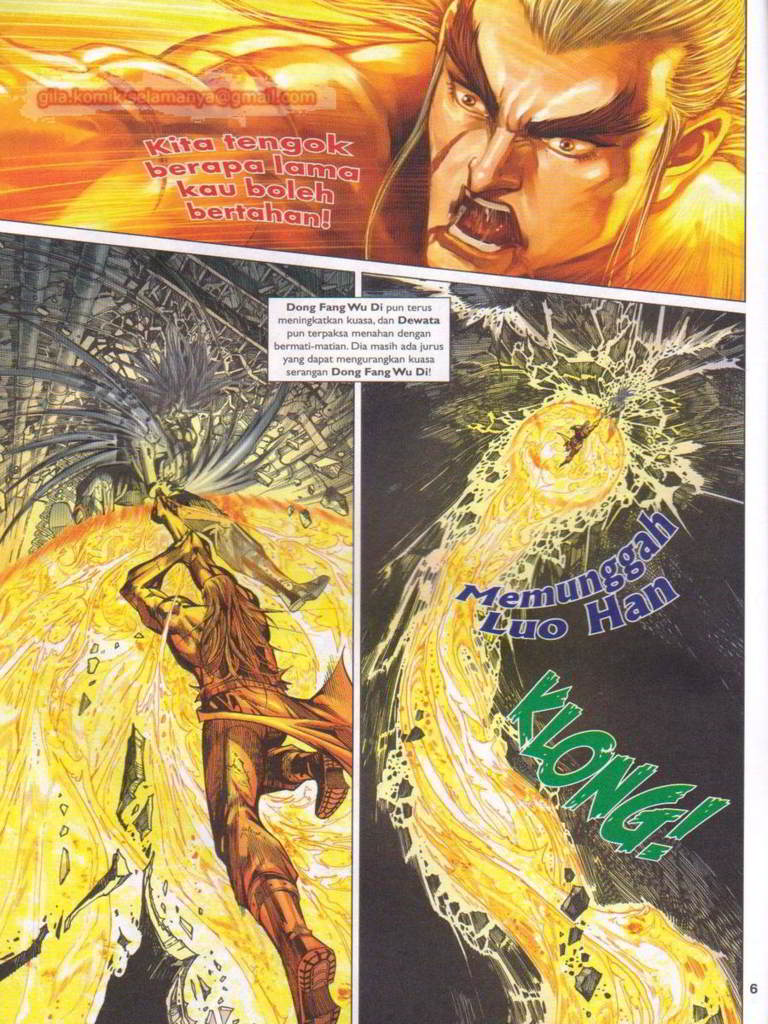 gila.komik.selamanya@gmail.com
Kita tengok
berapa lama
kau boleh
bertahan!
Dong Fang Wu Di pun terus
meningkatkan kuasa, dan Dewata
pun terpaksa menahan dengan
bermati-matian. Dia masih ada jurus
yang dapat mengurangkan kuasa
serangan Dong Fang Wu Di!
Memunggah
Luo Han
KLONG!
6